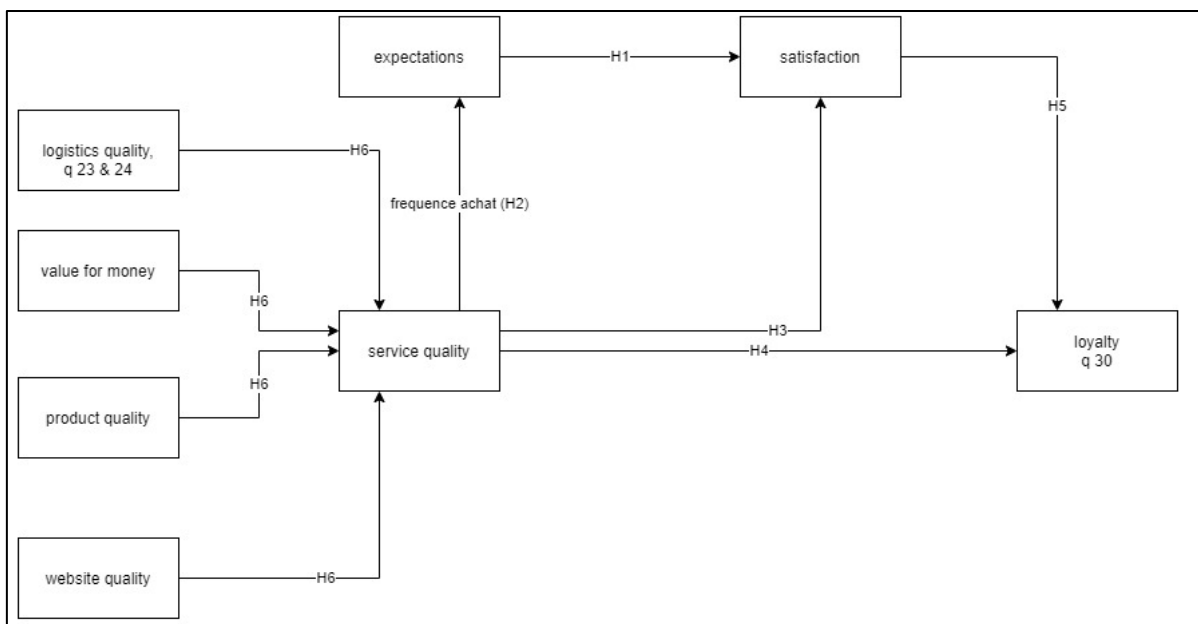 expectations
H1
satisfaction
H5
logistics quality,
q 23 & 24
H6
frequence achat (H2)
value for money
H6
service quality
H3
H4
loyalty
q 30
H6
product quality
website quality
H6